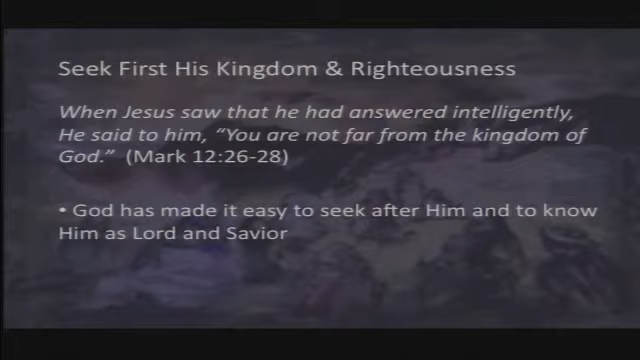 Seek First His Kingdom & Righteousness
When Jesus saw that he had answered intelligently,
He said to him, “You are not far from the kingdom of
God.” (Mark 12:26-28)
• God has made it easy to seek after Him and to know
Him as Lord and Savior